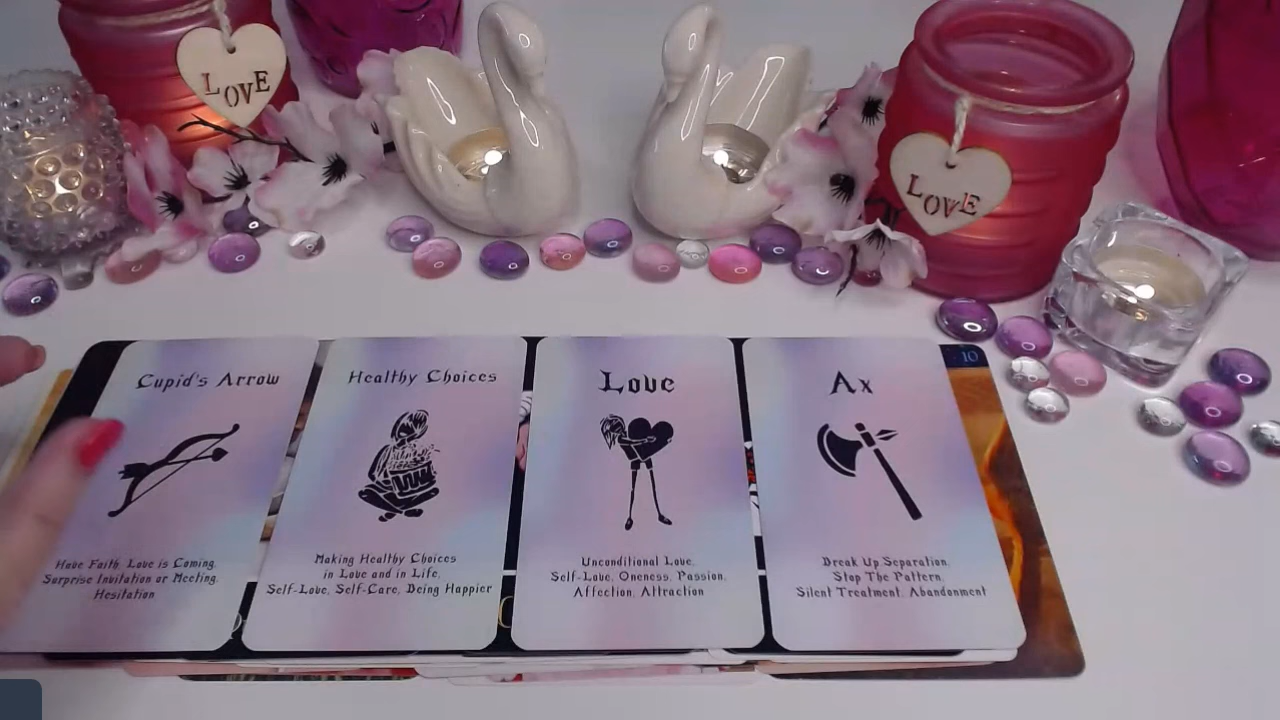 LOVE
LOVE
10
Cupid's Arrow
Have Faith, Love is Coming,
Surprise Invitation or Meeting,
Hesitation
Healthy Choices
Making Healthy Choices
in Love and in Life,
Self-Love, Self-Care, Being Happier
Love
Unconditional Love,
Self-Love, Oneness, Passion,
Affection, Attraction
Ax
Break Up Separation,
Stop The Pattern,
Silent Treatment, Abandonment